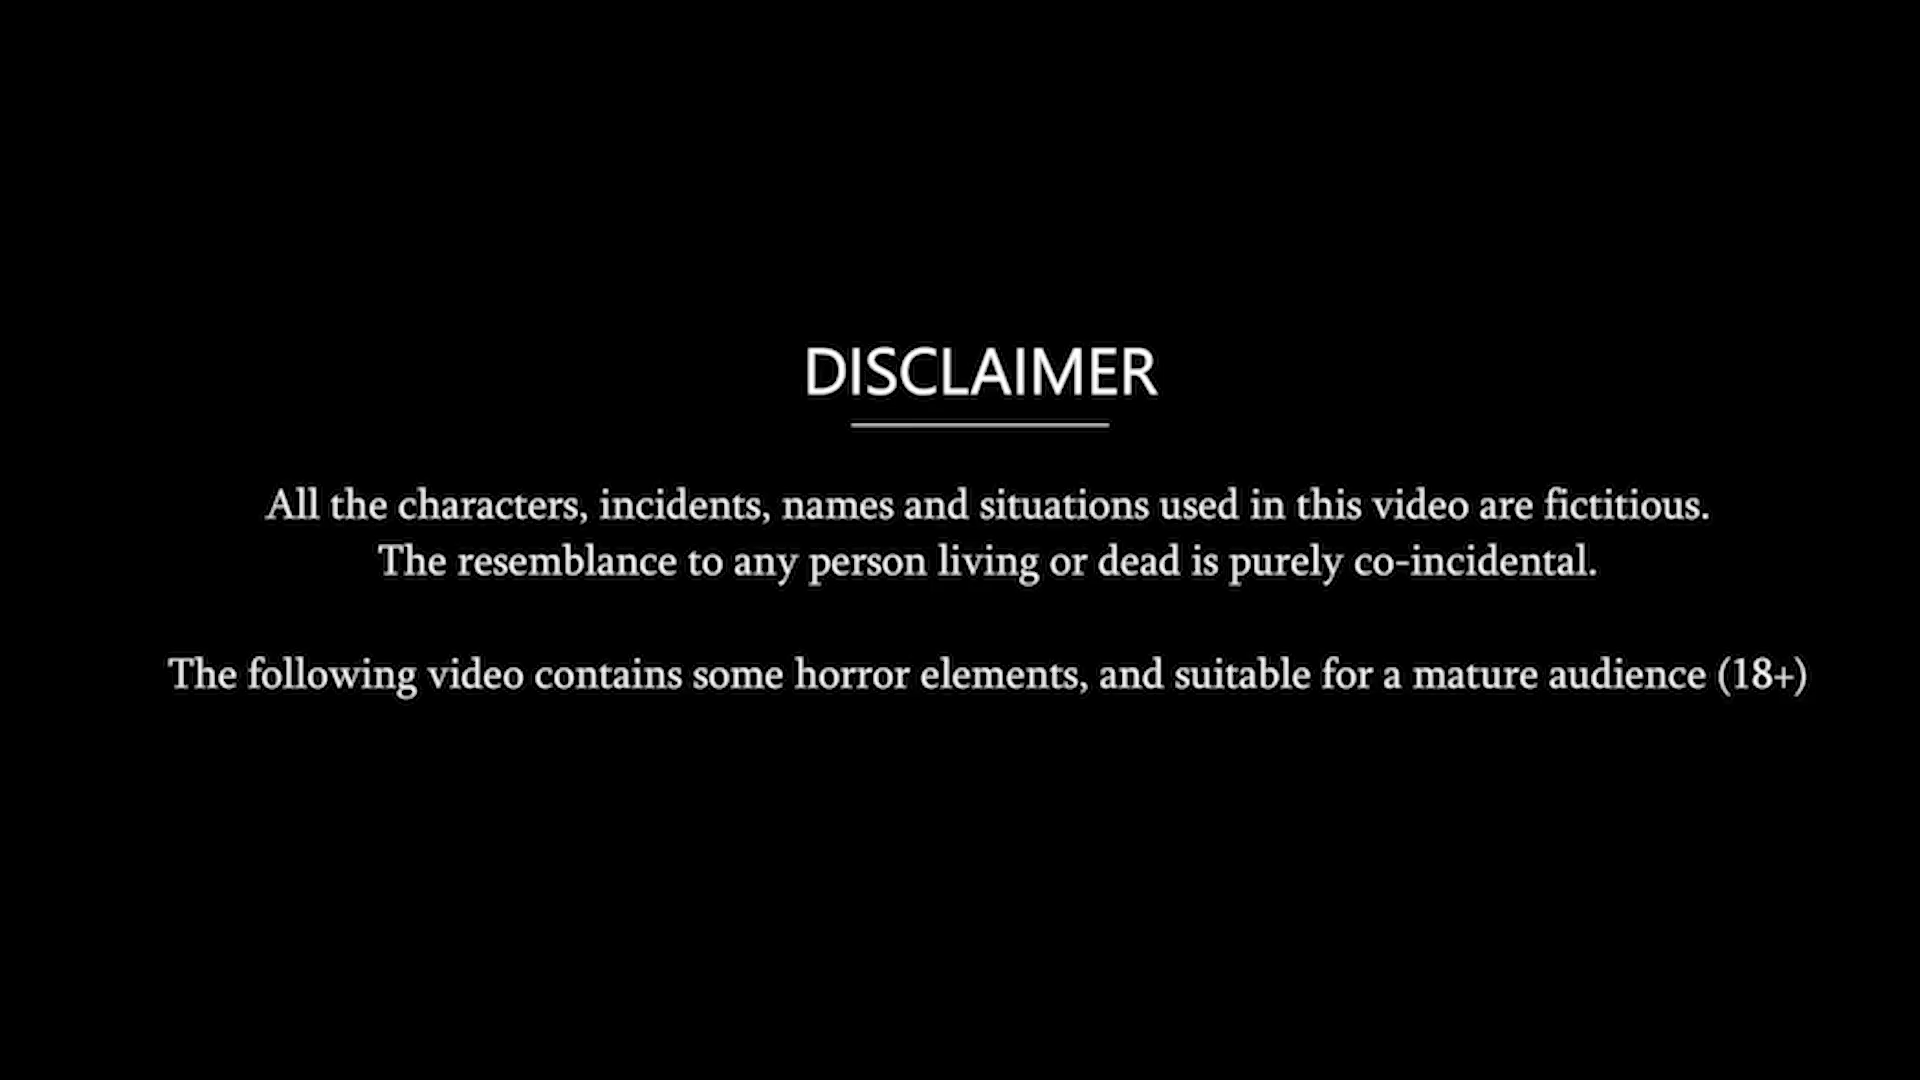 DISCLAIMER
All the characters, incidents, names and situations used in this video are fictitious.
The resemblance to any person living or dead is purely co-incidental.
The following video contains some horror elements, and suitable for a mature audience (18+)